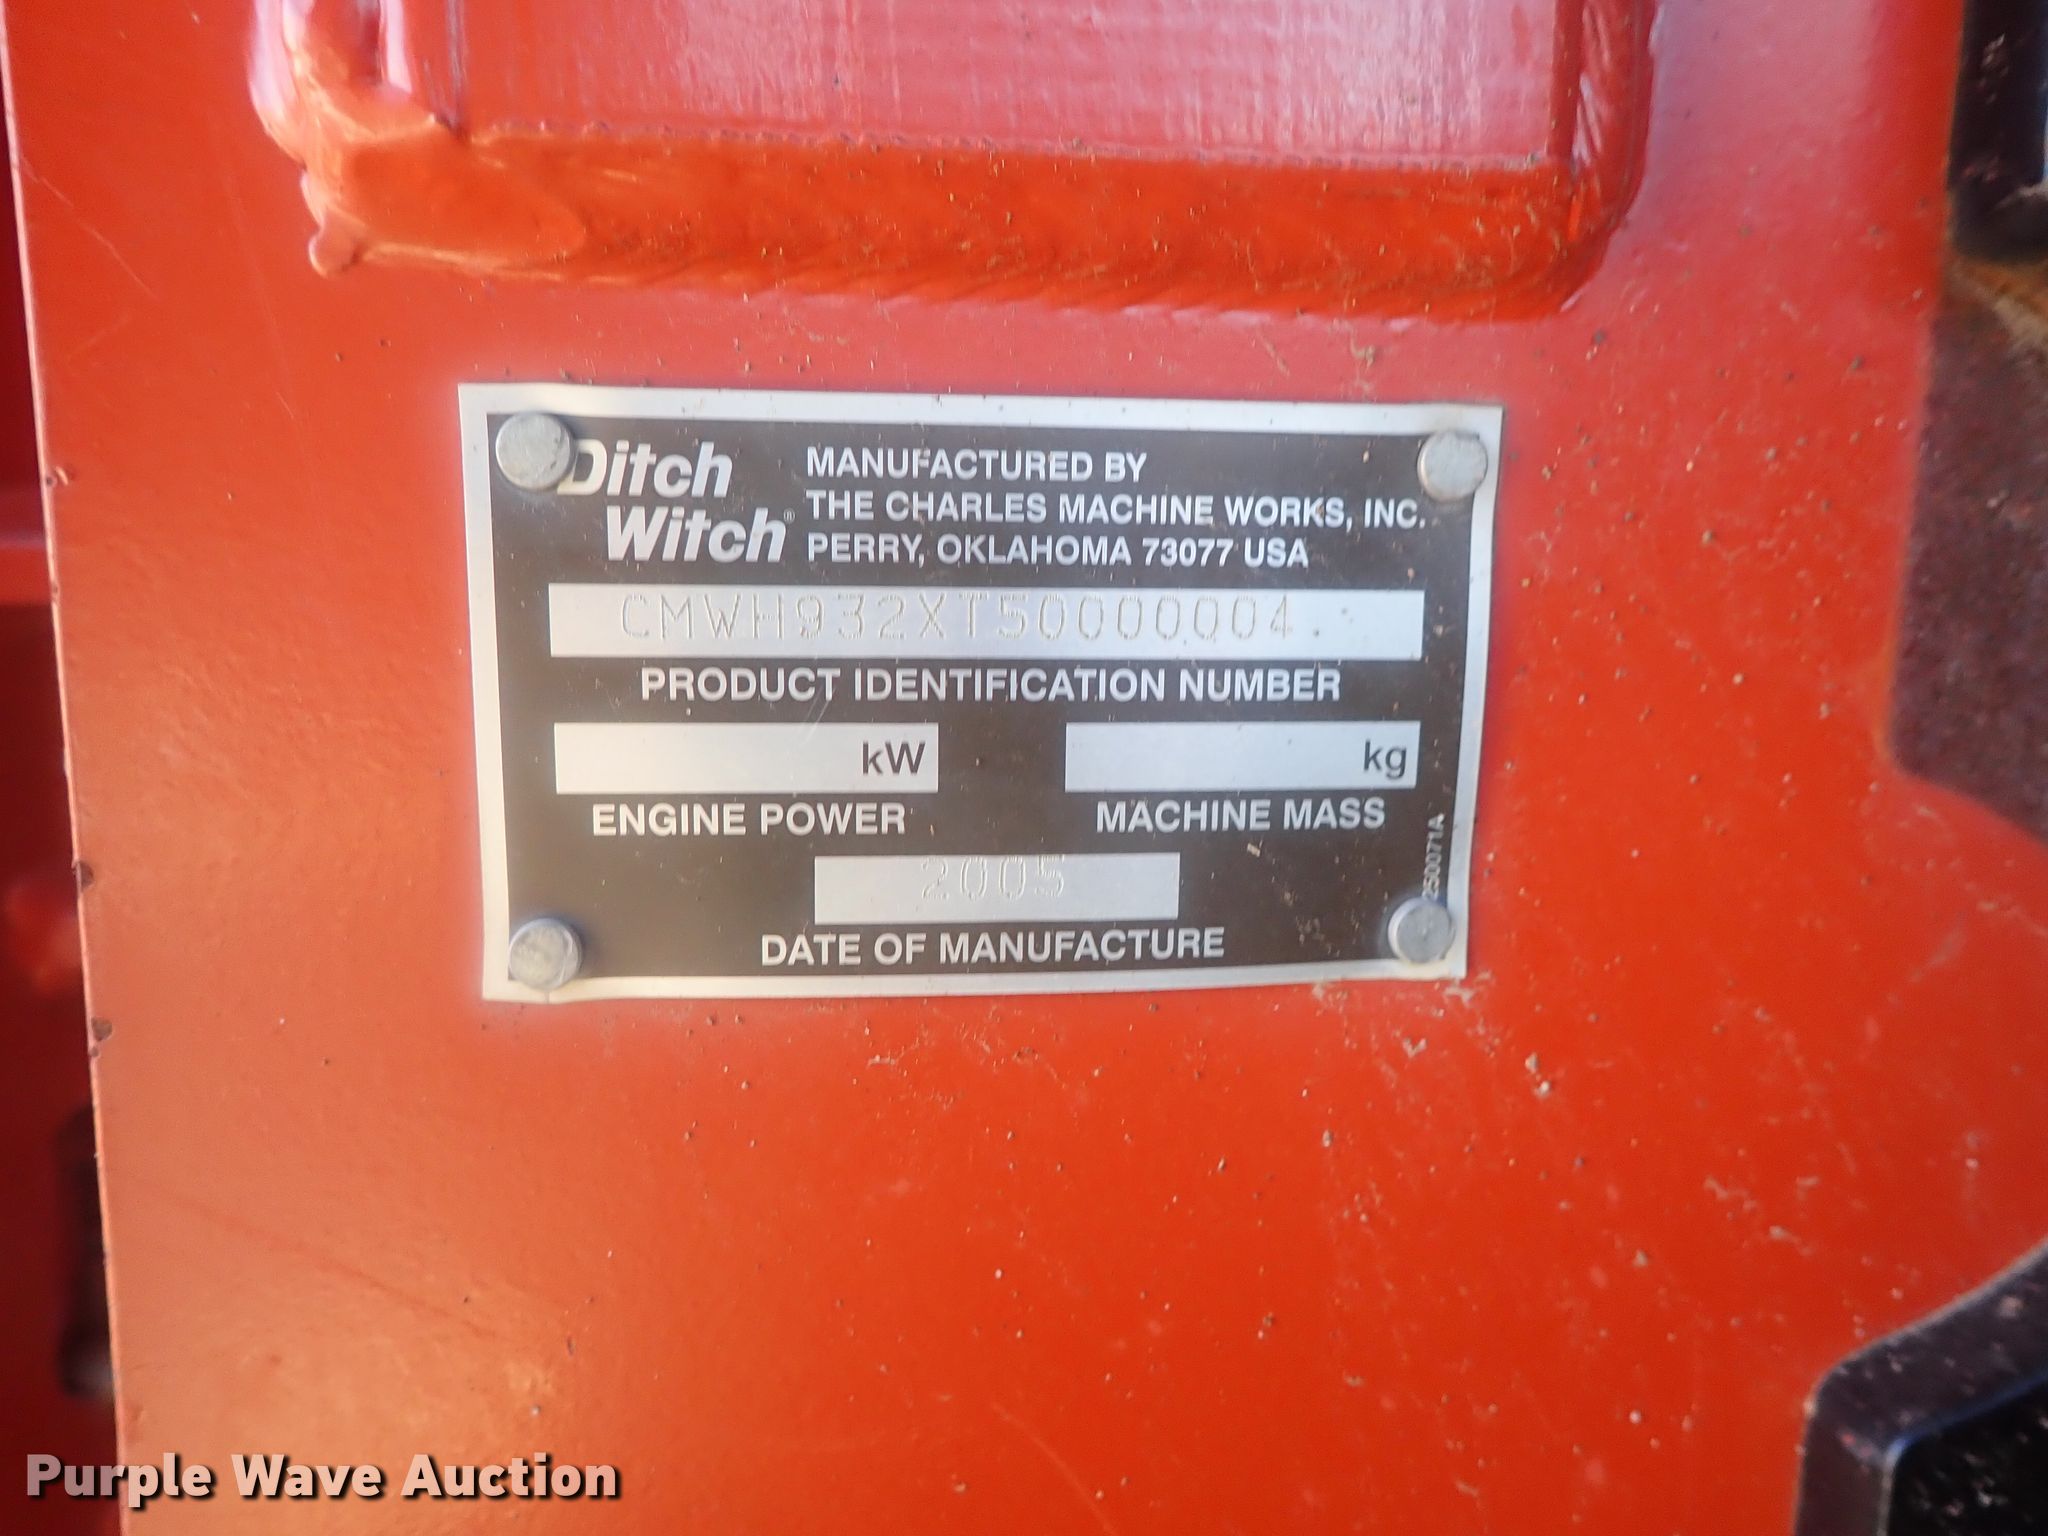 Ditch
Witch®
MANUFACTURED BY
THE CHARLES MACHINE WORKS, INC.
PERRY, OKLAHOMA 73077 USA
CMWH932XT50000004
PRODUCT IDENTIFICATION NUMBER
kW
ENGINE POWER
kg
MACHINE MASS
2005
DATE OF MANUFACTURE
250071A
Purple Wave Auction